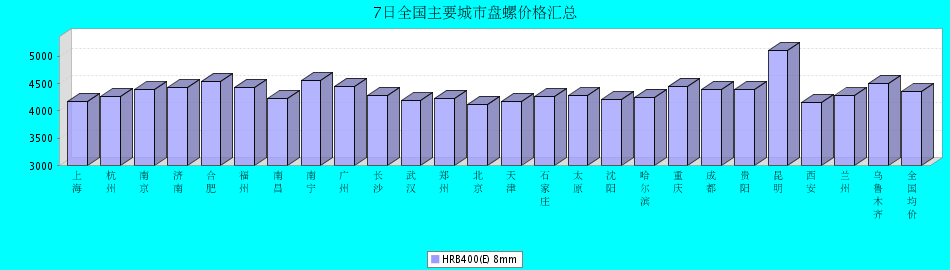 7日全国主要城市盘螺价格汇总
5000
4500
4000
3500
3000
上海
杭州
南京
济南
合肥
福州
南昌
南宁
广州
长沙
武汉
郑州
北京
天津
石家庄
太原
沈阳
哈尔滨
重庆
成都
贵阳
昆明
西安
兰州
乌鲁木齐
全国均价
HRB400(E) 8mm